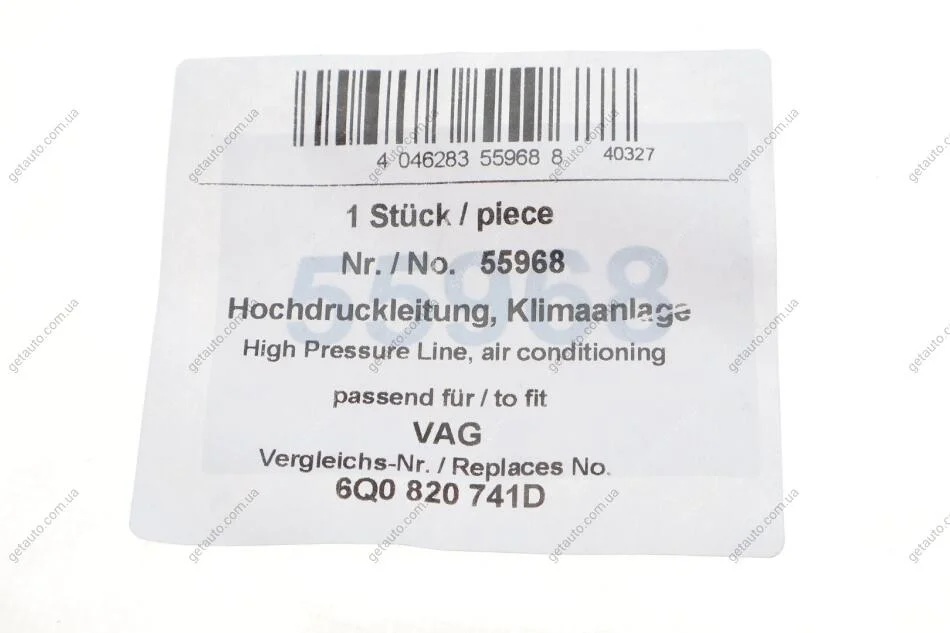 4 046283 55968 8 40327
1 Stück / piece
Nr. / No. 55968
55968
Hochdruckleitung, Klimaanlage
High Pressure Line, air conditioning
passend für / to fit
VAG
Vergleichs-Nr. / Replaces No.
6Q0 820 741D
getauto.com.ua